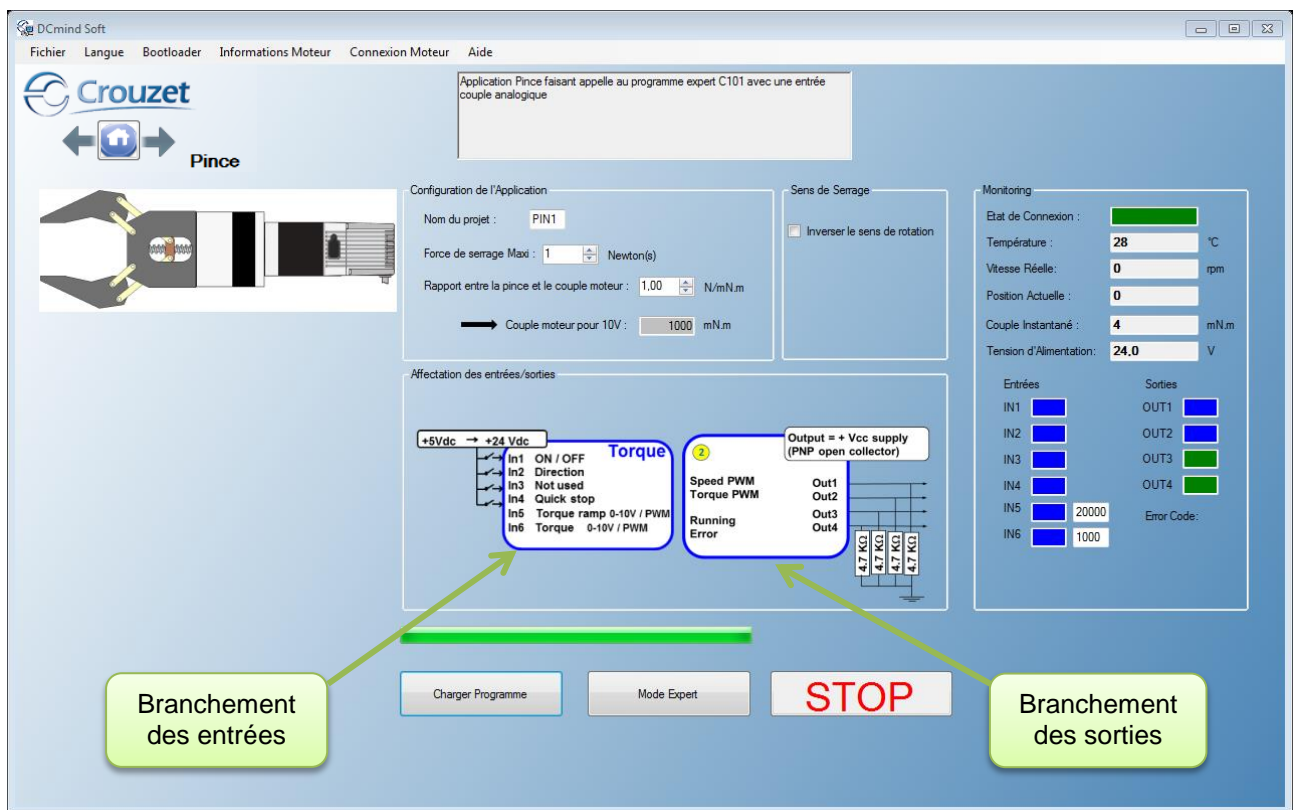 DCmind Soft
Fichier Langue Bootloader Informations Moteur Connexion Moteur Aide
Crouzet
Pince
Application Pince faisant appelle au programme expert C101 avec une entrée
couple analogique
Configuration de l'Application
Nom du projet : PIN1
Force de serrage Maxi : 1 Newton(s)
Rapport entre la pince et le couple moteur : 1,00 N/mN.m
Couple moteur pour 10V : 1000 mN.m
Sens de Serrage
Inverser le sens de rotation
Monitoring
Etat de Connexion :
Température : 28 °C
Vitesse Réelle: 0 rpm
Position Actuelle : 0
Couple Instantané : 4 mN.m
Tension d'Alimentation: 24,0 V
Entrées Sorties
IN1 OUT1
IN2 OUT2
IN3 OUT3
IN4 OUT4
IN5 20000 Error Code:
IN6 1000
Affectation des entrées/sorties
+5Vdc → +24 Vdc
Torque
In1 ON / OFF
In2 Direction
In3 Not used
In4 Quick stop
In5 Torque ramp 0-10V / PWM
In6 Torque 0-10V / PWM
2
Output = + Vcc supply
(PNP open collector)
Speed PWM Out1
Torque PWM Out2
Running Out3
Error Out4
4.7 KΩ 4.7 KΩ 4.7 KΩ 4.7 KΩ
Charger Programme
Mode Expert
STOP
Branchement
des entrées
Branchement
des sorties